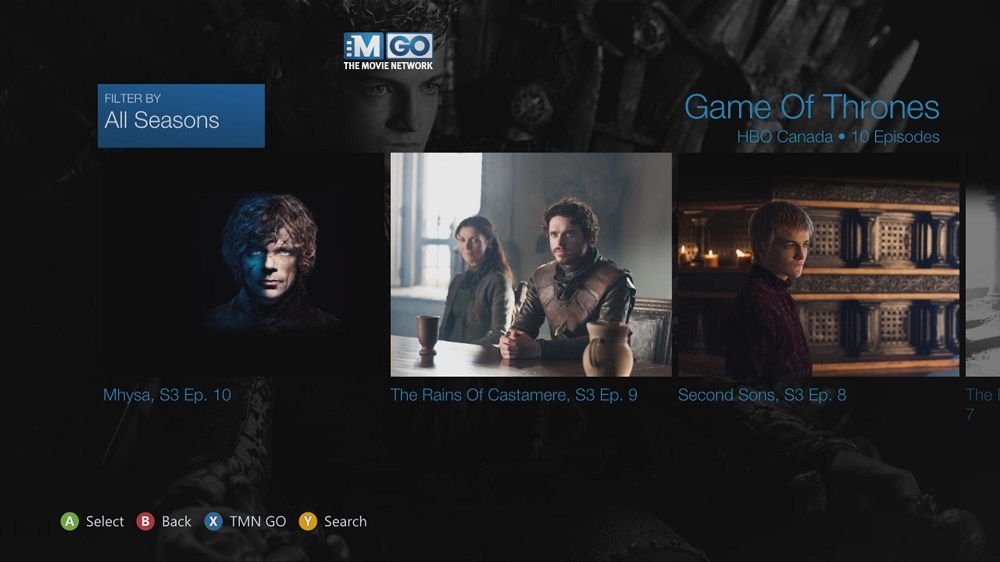 M GO
THE MOVIE NETWORK
FILTER BY
All Seasons
Game Of Thrones
HBO Canada • 10 Episodes
Mhysa, S3 Ep. 10
The Rains Of Castamere, S3 Ep. 9
Second Sons, S3 Ep. 8
The
7
A Select B Back X TMN GO Y Search